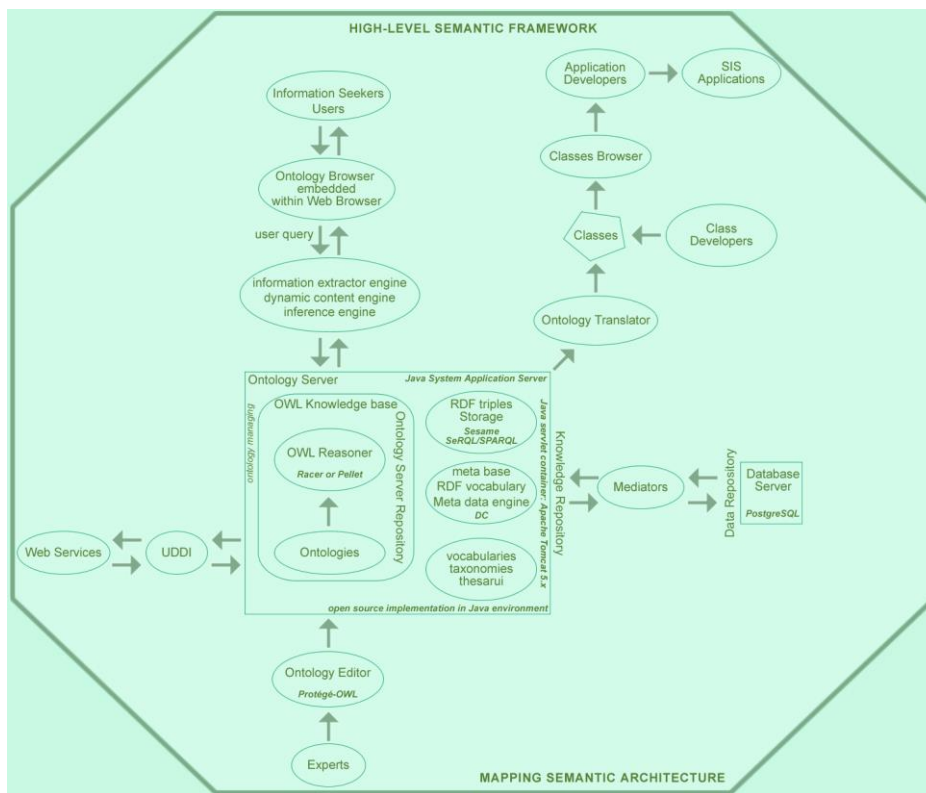 HIGH-LEVEL SEMANTIC FRAMEWORK
Application
Developers
SIS
Applications
Information Seekers
Users
Classes Browser
Ontology Browser
embedded
within Web Browser
user query
Classes
Class
Developers
information extractor engine
dynamic content engine
inference engine
Ontology Translator
Ontology Server
Java System Application Server
ontology managing
OWL Knowledge base
OWL Reasoner
Racer or Pellet
Ontologies
Ontology Server Repository
RDF triples
Storage
Sesame
SeRQL/SPARQL
meta base
RDF vocabulary
Meta data engine
DC
vocabularies
taxonomies
thesarui
Java servlet container: Apache Tomcat 5.x
Knowledge Repository
open source implementation in Java environment
Mediators
Data Repository
Database
Server
PostgreSQL
Web Services
UDDI
Ontology Editor
Protégé-OWL
Experts
MAPPING SEMANTIC ARCHITECTURE